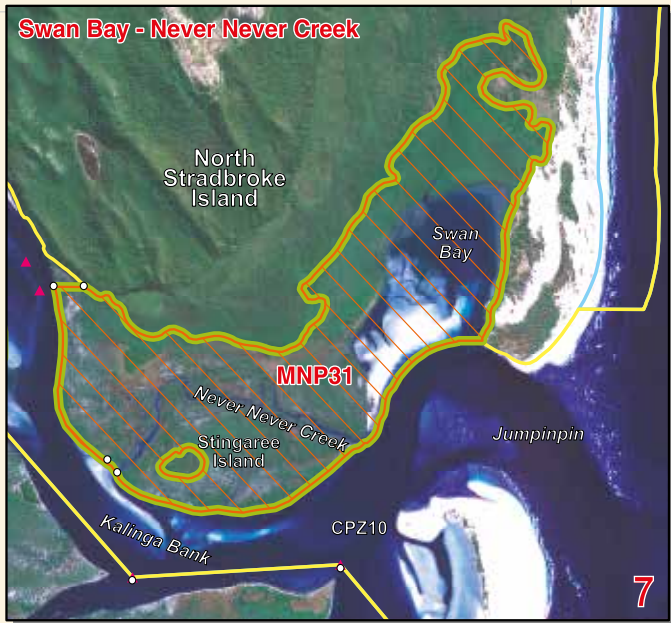 Swan Bay - Never Never Creek
North
Stradbroke
Island
Swan
Bay
MNP31
Never Never Creek
Stingaree
Island
Jumpinpin
Kalinga Bank
CPZ10
7